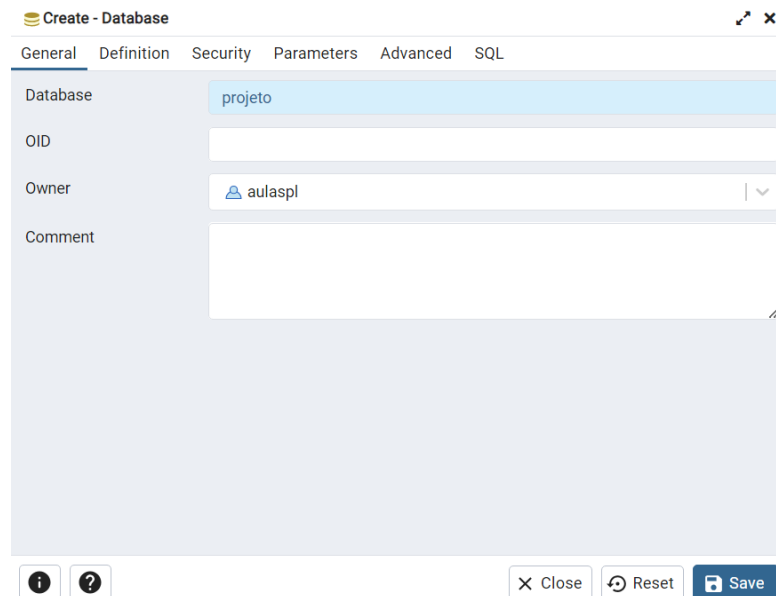 Create - Database
General Definition Security Parameters Advanced SQL
Database projeto
OID
Owner aulaspl
Comment
Close Reset Save